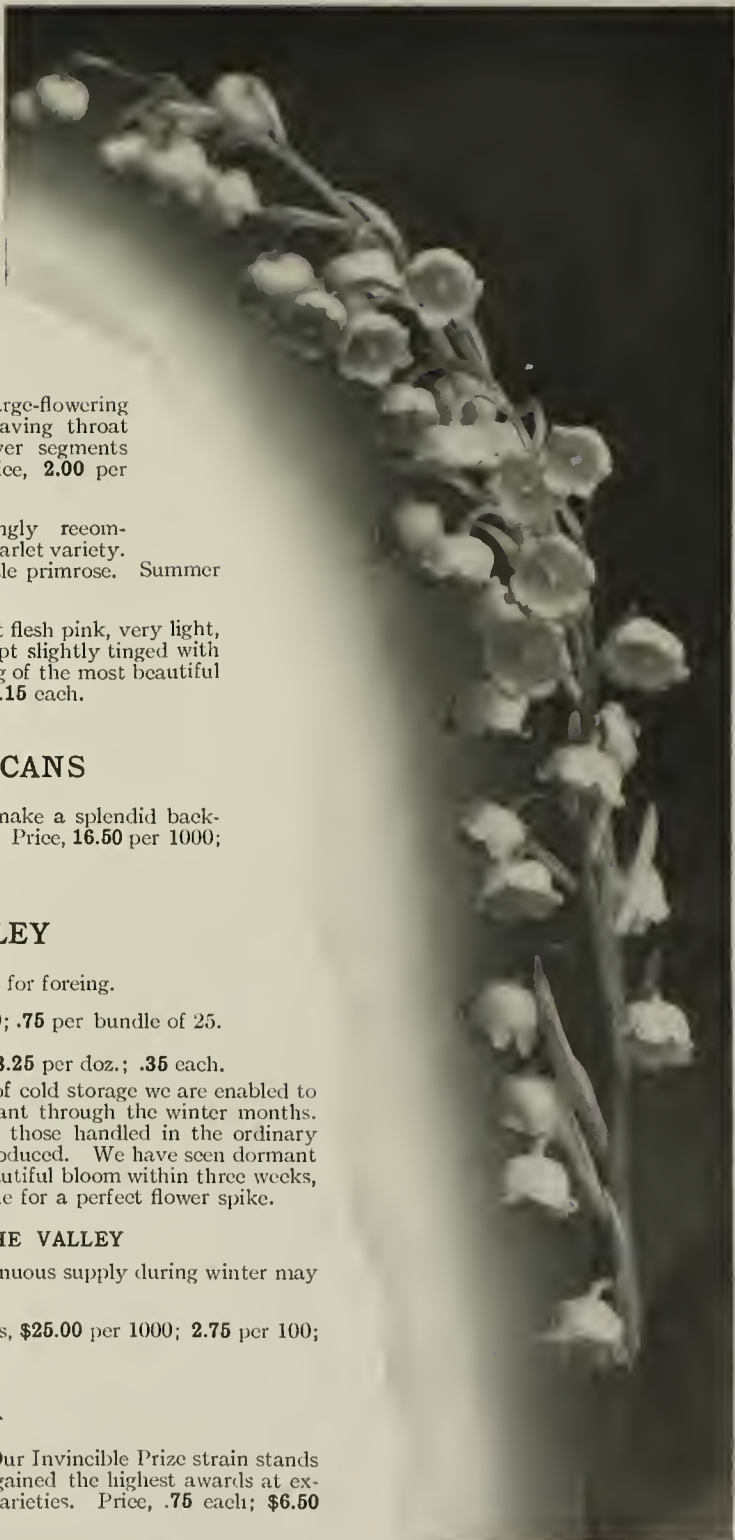 rge-flowering
aving throat
er segments
ce, 2.00 per
ngly reeom-
arlet variety.
le primrose. Summer
flesh pink, very light,
pt slightly tinged with
g of the most beautiful
.15 each.
CANS
make a splendid back-
Price, 16.50 per 1000;
LEY
for foreing.
; .75 per bundle of 25.
3.25 per doz.; .35 each.
of cold storage we are enabled to
ant through the winter months.
those handled in the ordinary
oduced. We have seen dormant
utiful bloom within three weeks,
e for a perfect flower spike.
HE VALLEY
nuous supply during winter may
s, $25.00 per 1000; 2.75 per 100;
Our Invincible Prize strain stands
gained the highest awards at ex-
arieties. Price, .75 each; $6.50